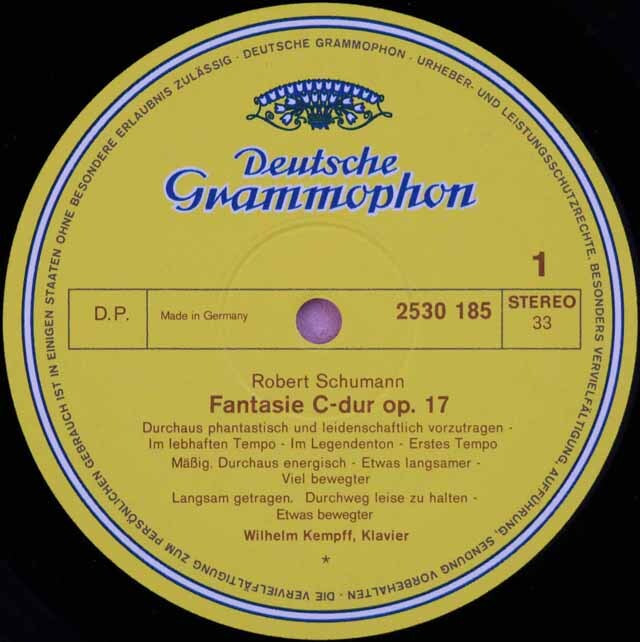 DEUTSCHE GRAMMOPHON · URHEBER- UND LEISTUNGSSCHUTZRECHTE, BESONDERS VERVIELFÄLTIGUNG, AUFFÜHRUNG, SENDUNG VORBEHALTEN · DIE VERVIELFÄLTIGUNG ZUM PERSÖNLICHEN GEBRAUCH IST IN EINIGEN STAATEN OHNE BESONDERE ERLAUBNIS ZULÄSSIG ·
Deutsche
Grammophon
1
D.P.
Made in Germany
2530 185
STEREO
33
Robert Schumann
Fantasie C-dur op. 17
Durchaus phantastisch und leidenschaftlich vorzutragen -
Im lebhaften Tempo - Im Legendenton - Erstes Tempo
Mäßig. Durchaus energisch - Etwas langsamer -
Viel bewegter
Langsam getragen. Durchweg leise zu halten -
Etwas bewegter
Wilhelm Kempff, Klavier
*